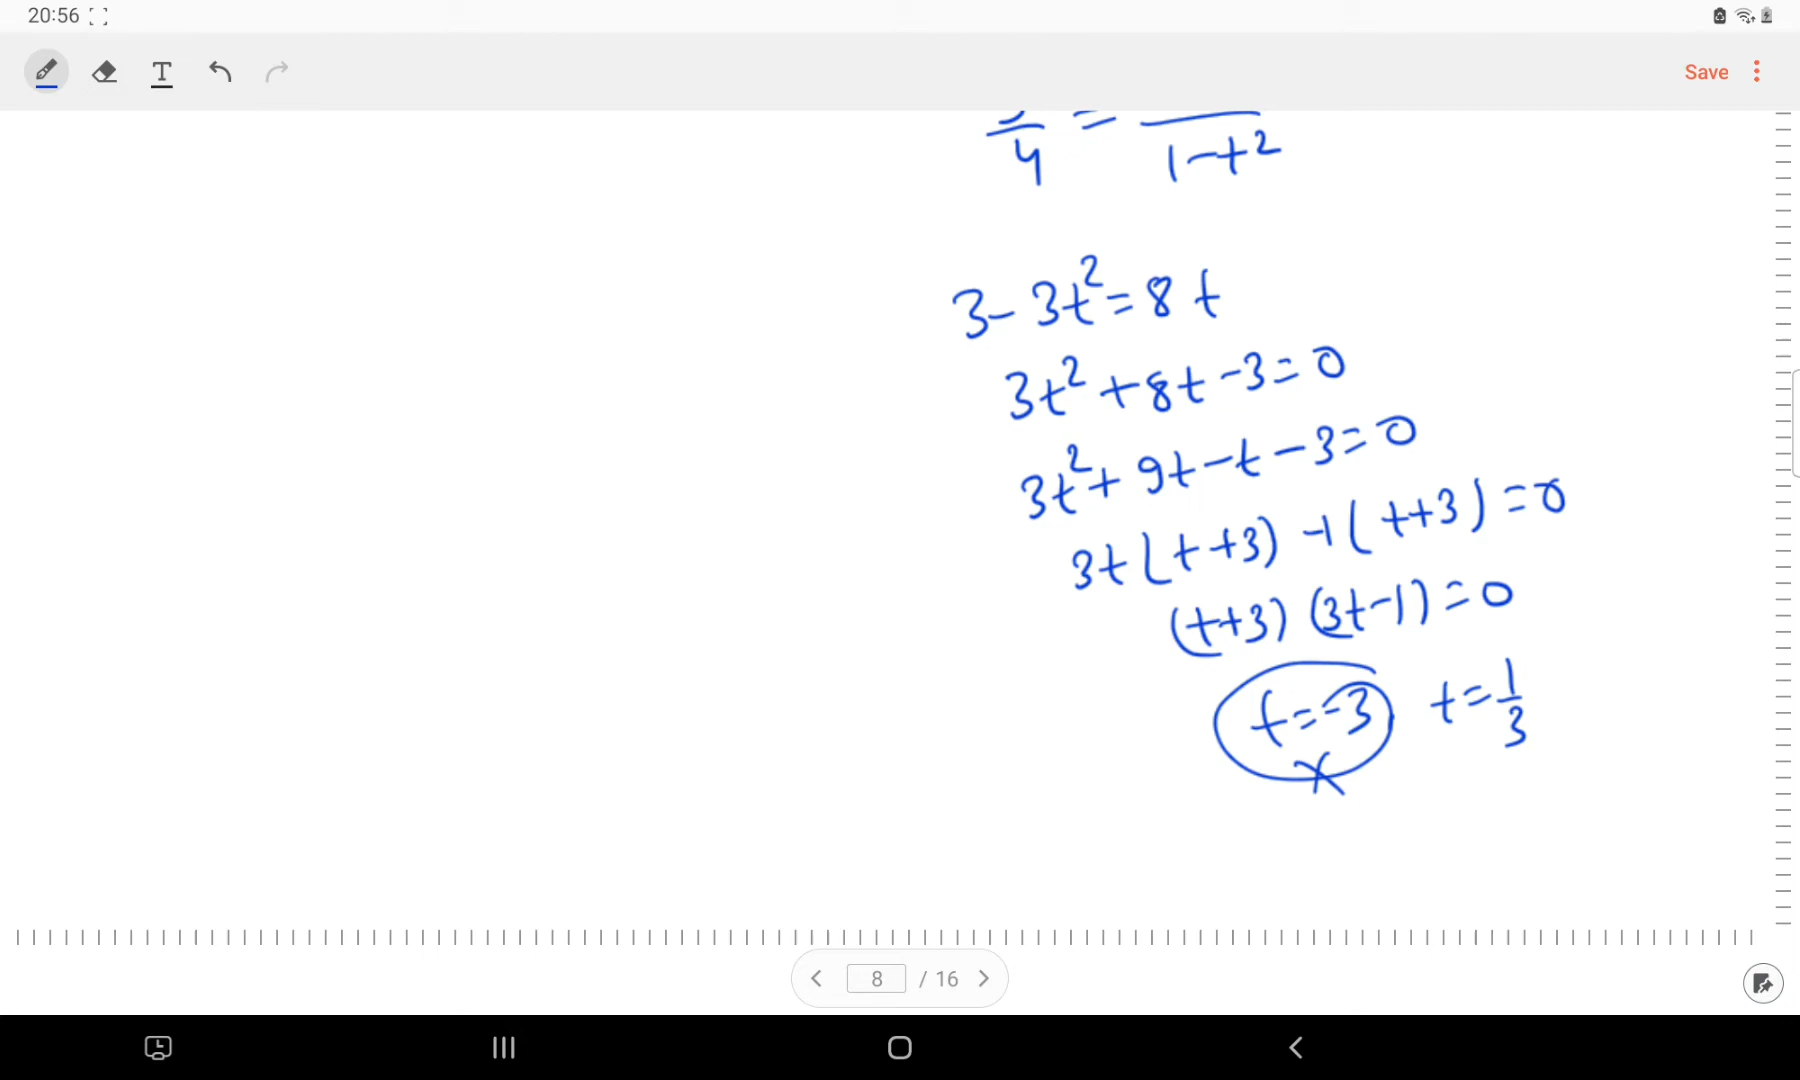 20:56
T
Save
3/4 =
1-t²
3-3t²=8t
3t²+8t-3=0
3t²+9t-t-3=0
3t(t+3)-1(t+3)=0
(t+3)(3t-1)=0
t=-3 t=1/3
x
8 / 16